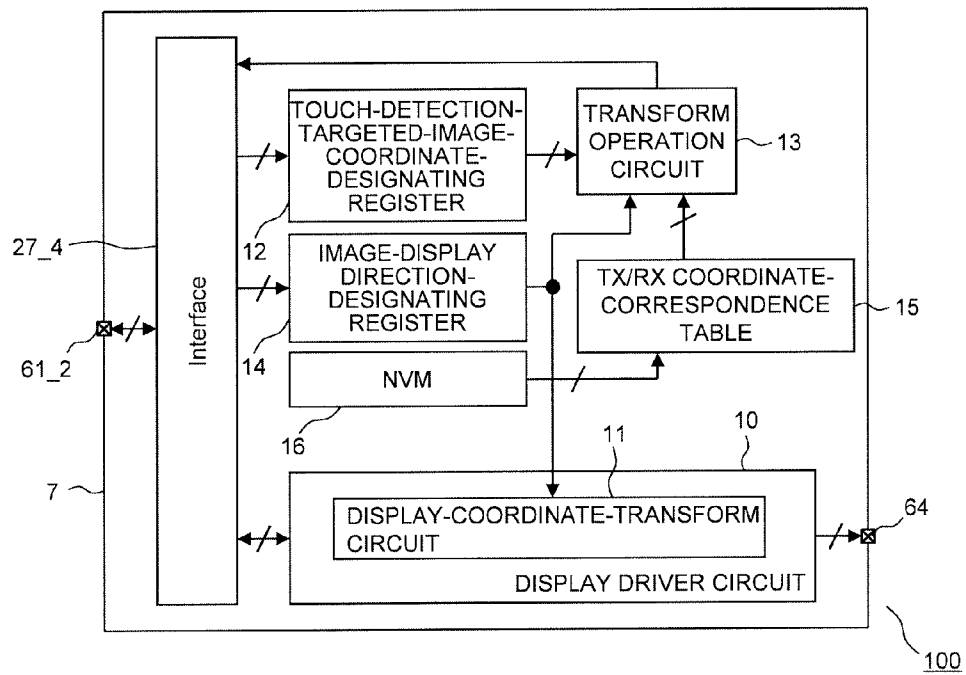 TOUCH-DETECTION-
TARGETED-IMAGE-
COORDINATE-
DESIGNATING
REGISTER
12
TRANSFORM
OPERATION
CIRCUIT
13
27_4
Interface
61_2
IMAGE-DISPLAY
DIRECTION-
DESIGNATING
REGISTER
14
TX/RX COORDINATE-
CORRESPONDENCE
TABLE
15
NVM
16
7
11
10
DISPLAY-COORDINATE-TRANSFORM
CIRCUIT
DISPLAY DRIVER CIRCUIT
64
100